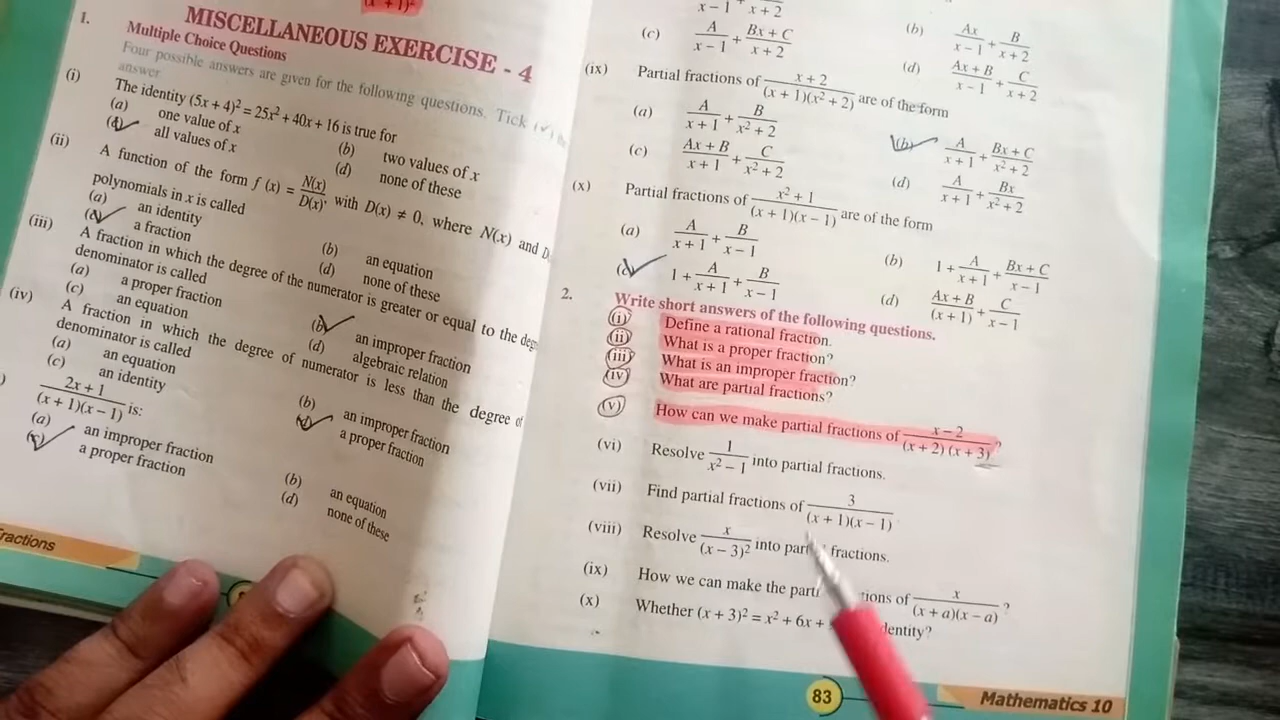 (x + 1)²
MISCELLANEOUS EXERCISE - 4
1.
Multiple Choice Questions
Four possible answers are given for the following questions. Tick (✓)
answer.
(i) The identity (5x + 4)² = 25x² + 40x + 16 is true for
(a) one value of x (b) two values of x
all values of x (d) none of these
(ii) A function of the form f (x) = N(x)/D(x), with D(x) ≠ 0, where N(x) and
polynomials in x is called
(a) an identity (b) an equation
a fraction (d) none of these
(iii) A fraction in which the degree of the numerator is greater or equal to the
denominator is called
(a) a proper fraction (b) an improper fraction
(c) an equation (d) algebraic relation
(iv) A fraction in which the degree of numerator is less than the degree of
denominator is called
(a) an equation (b) an improper fraction
(c) an identity a proper fraction
) 2x + 1/(x + 1)(x − 1) is:
(a) an improper fraction (b) an equation
(c) a proper fraction (d) none of these
ractions
x − 1 + x + 2
(b) Ax/x − 1 + B/x + 2
(c) A/x − 1 + Bx + C/x + 2 (d) Ax + B/x − 1 + C/x + 2
(ix) Partial fractions of x + 2/(x + 1)(x² + 2) are of the form
(a) A/x + 1 + B/x² + 2 (b) A/x + 1 + Bx + C/x² + 2
(c) Ax + B/x + 1 + C/x² + 2 (d) A/x + 1 + Bx/x² + 2
(x) Partial fractions of x² + 1/(x + 1)(x − 1) are of the form
(a) A/x + 1 + B/x − 1 (b) 1 + A/x + 1 + Bx + C/x − 1
(c) 1 + A/x + 1 + B/x − 1 (d) Ax + B/(x + 1) + C/x − 1
2. Write short answers of the following questions.
(i) Define a rational fraction.
(ii) What is a proper fraction?
(iii) What is an improper fraction?
(iv) What are partial fractions?
(v) How can we make partial fractions of x − 2/(x + 2) (x + 3)?
(vi) Resolve 1/x² − 1 into partial fractions.
(vii) Find partial fractions of 3/(x + 1)(x − 1)
(viii) Resolve x/(x − 3)² into part fractions.
(ix) How we can make the parti tions of x/(x + a)(x − a)?
(x) Whether (x + 3)² = x² + 6x + dentity?
83
Mathematics 10